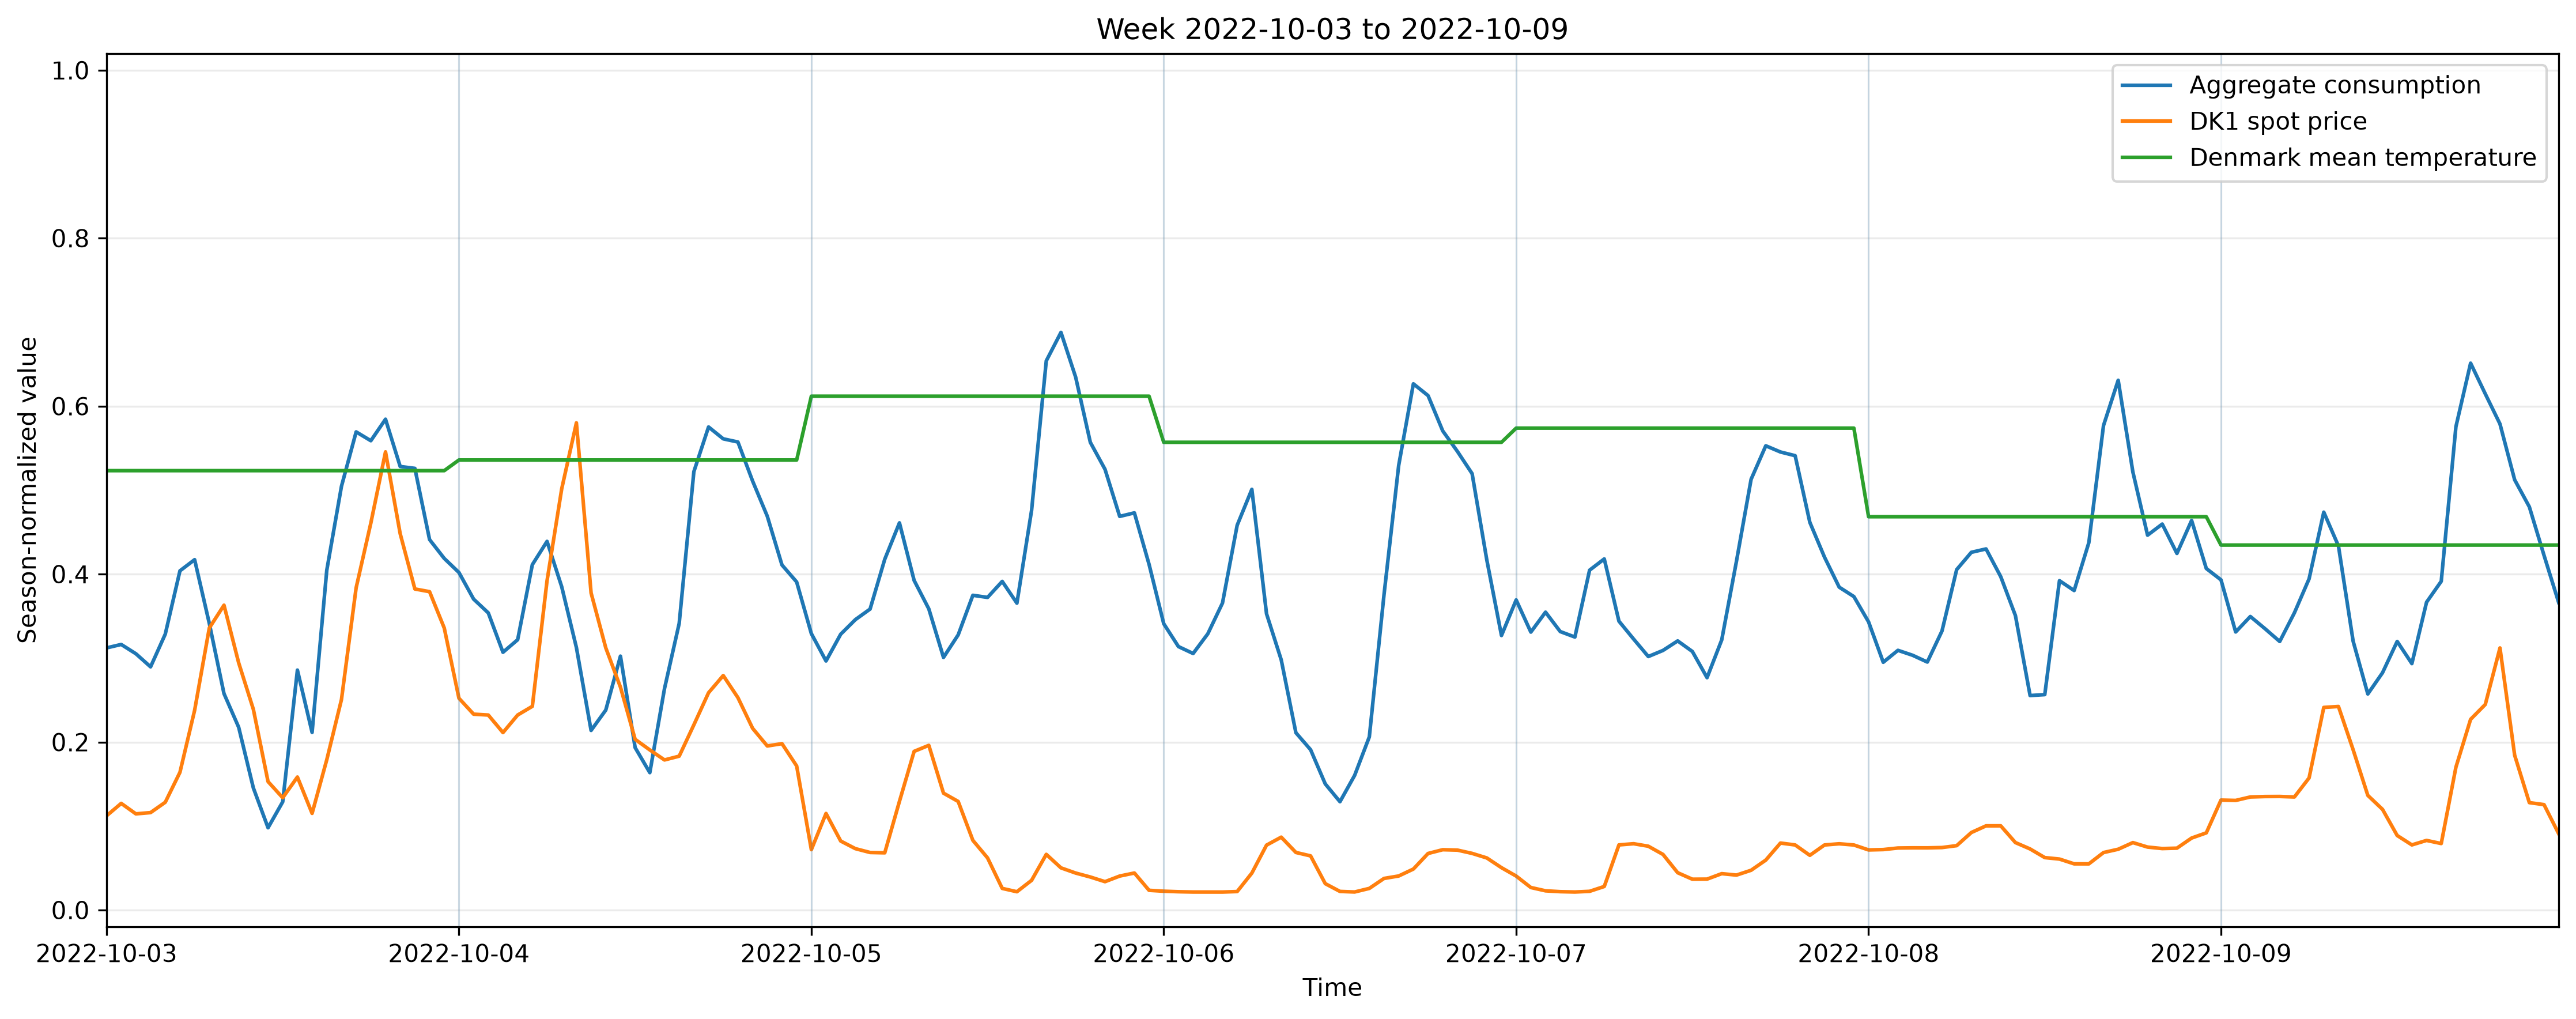 Week 2022-10-03 to 2022-10-09
Aggregate consumption
DK1 spot price
Denmark mean temperature
Season-normalized value
1.0
0.8
0.6
0.4
0.2
0.0
2022-10-03
2022-10-04
2022-10-05
2022-10-06
2022-10-07
2022-10-08
2022-10-09
Time